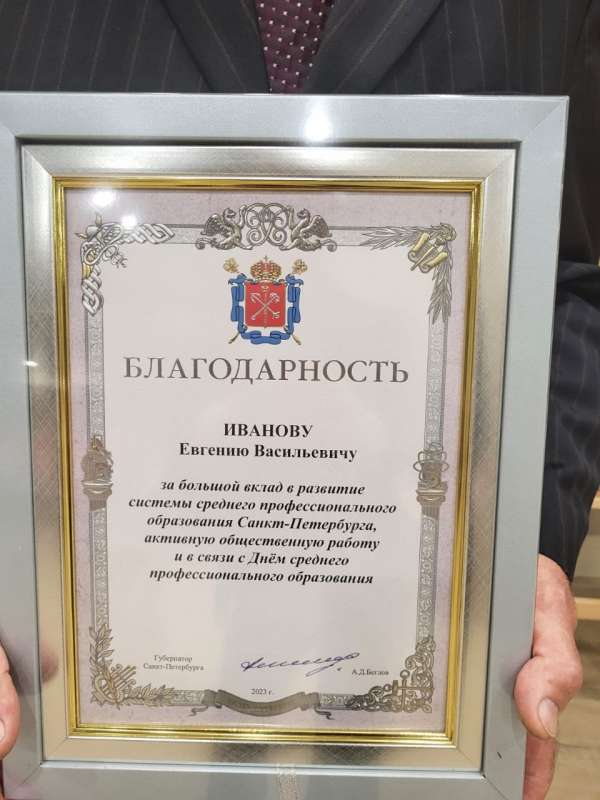 БЛАГОДАРНОСТЬ
ИВАНОВУ
Евгению Васильевичу
за большой вклад в развитие
системы среднего профессионального
образования Санкт-Петербурга,
активную общественную работу
и в связи с Днём среднего
профессионального образования
Губернатор
Санкт-Петербурга
А.Д.Беглов
2023 г.